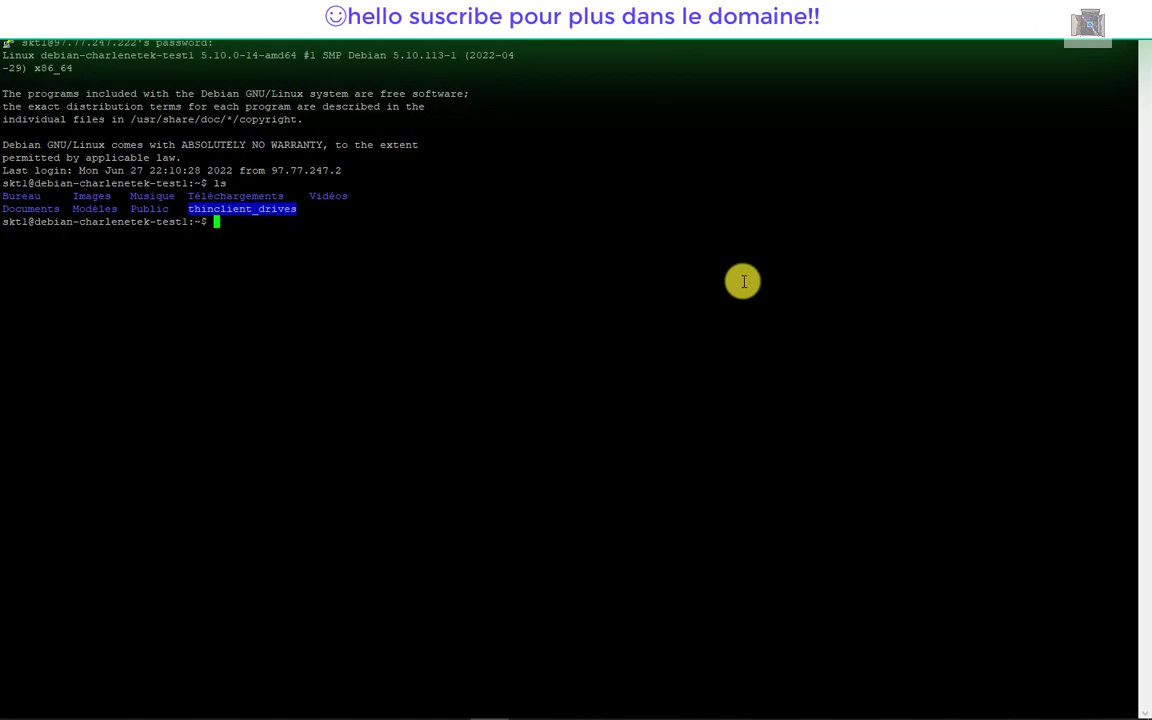 ☺hello suscribe pour plus dans le domaine!!
skt1@97.77.247.222's password:
Linux debian-charlenetek-test1 5.10.0-14-amd64 #1 SMP Debian 5.10.113-1 (2022-04
-29) x86_64
The programs included with the Debian GNU/Linux system are free software;
the exact distribution terms for each program are described in the
individual files in /usr/share/doc/*/copyright.
Debian GNU/Linux comes with ABSOLUTELY NO WARRANTY, to the extent
permitted by applicable law.
Last login: Mon Jun 27 22:10:28 2022 from 97.77.247.2
skt1@debian-charlenetek-test1:~$ ls
Bureau Images Musique Téléchargements Vidéos
Documents Modèles Public thinclient_drives
skt1@debian-charlenetek-test1:~$